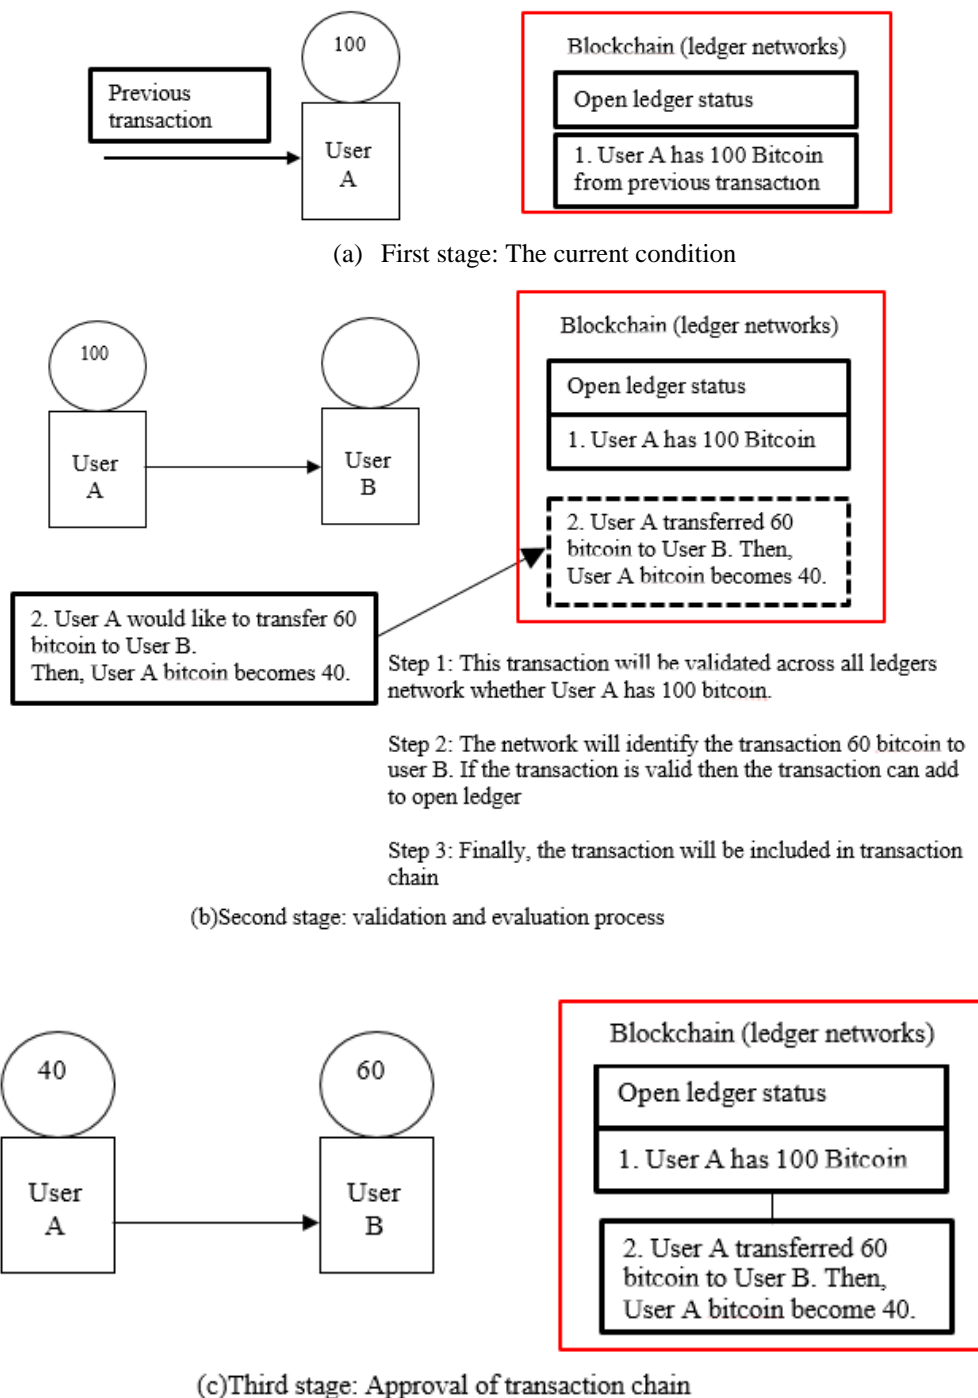 100
Previous
transaction
User
A
Blockchain (ledger networks)
Open ledger status
1. User A has 100 Bitcoin
from previous transaction
(a) First stage: The current condition
100
User
A
User
B
Blockchain (ledger networks)
Open ledger status
1. User A has 100 Bitcoin
2. User A transferred 60
bitcoin to User B. Then,
User A bitcoin becomes 40.
2. User A would like to transfer 60
bitcoin to User B.
Then, User A bitcoin becomes 40.
Step 1: This transaction will be validated across all ledgers
network whether User A has 100 bitcoin.
Step 2: The network will identify the transaction 60 bitcoin to
user B. If the transaction is valid then the transaction can add
to open ledger
Step 3: Finally, the transaction will be included in transaction
chain
(b)Second stage: validation and evaluation process
40
User
A
60
User
B
Blockchain (ledger networks)
Open ledger status
1. User A has 100 Bitcoin
2. User A transferred 60
bitcoin to User B. Then,
User A bitcoin become 40.
(c)Third stage: Approval of transaction chain